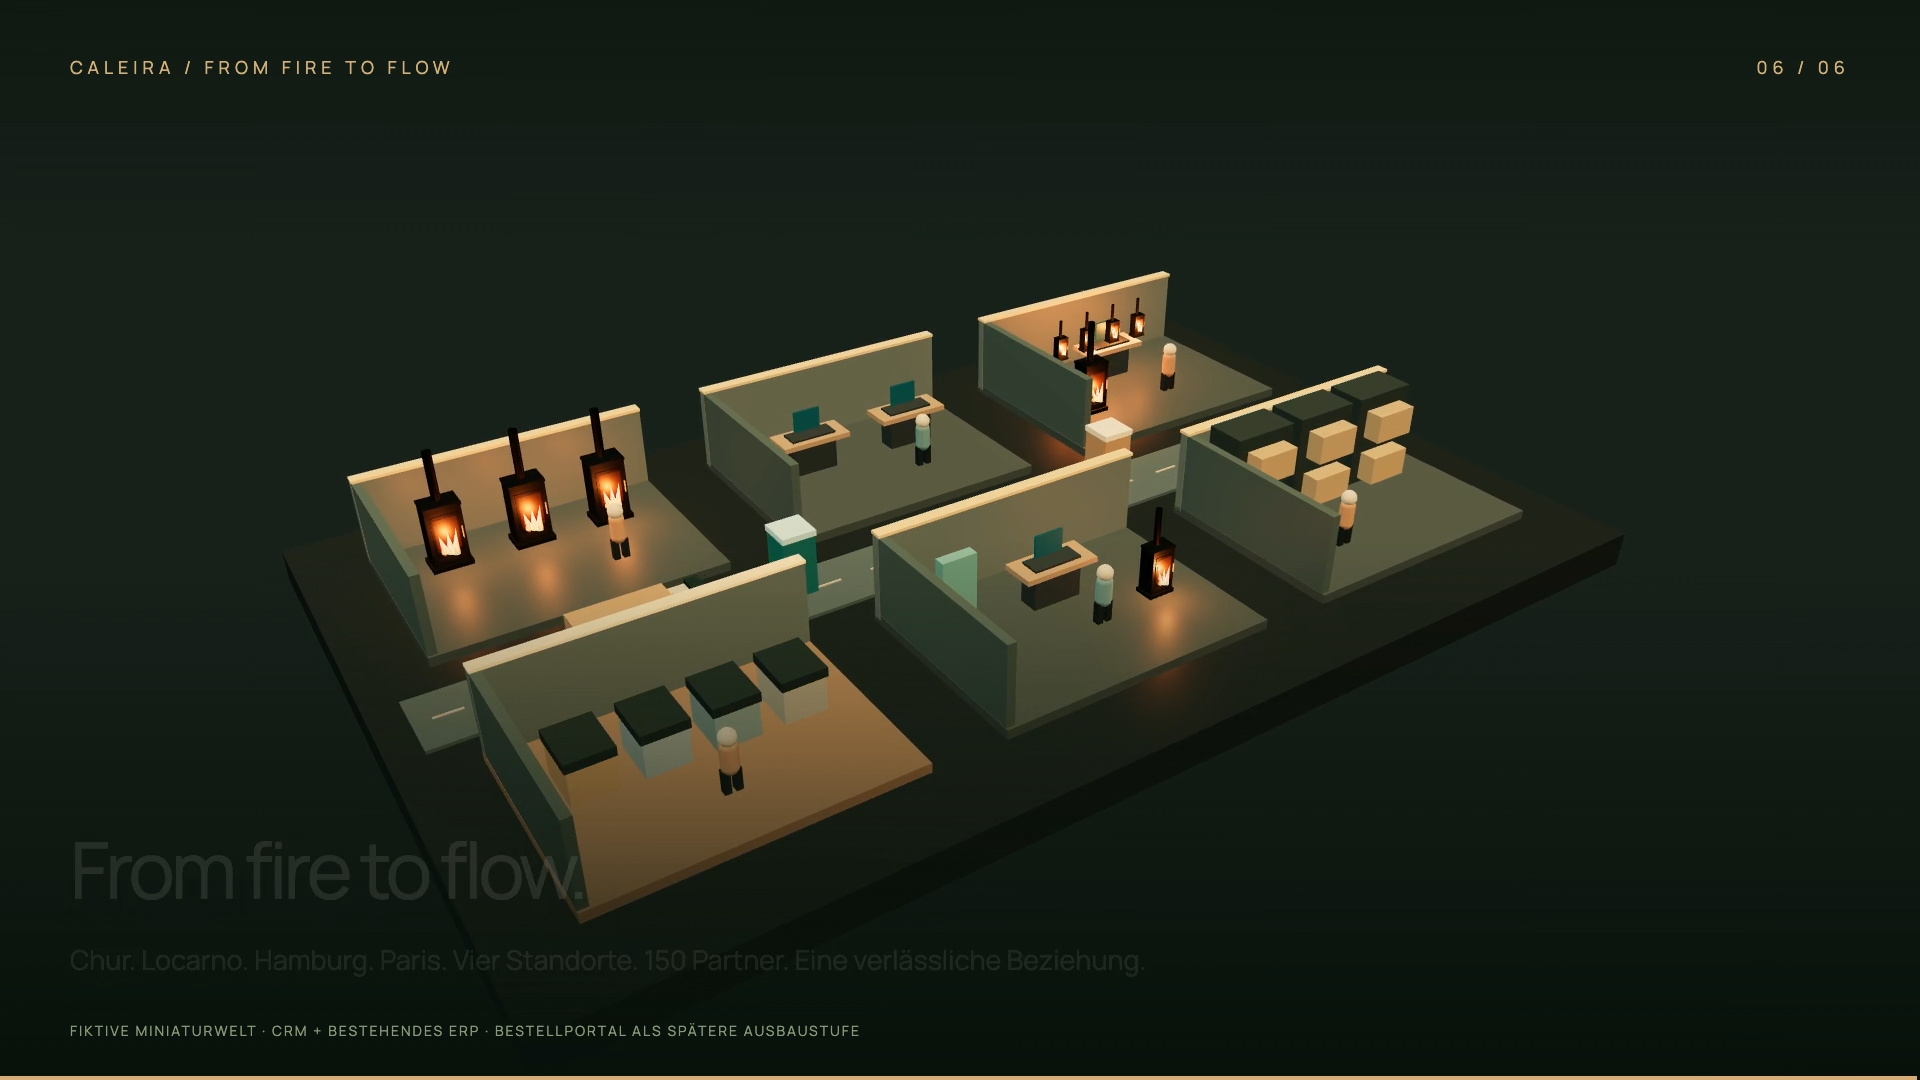 CALEIRA / FROM FIRE TO FLOW
06 / 06
From fire to flow.
Chur. Locarno. Hamburg. Paris. Vier Standorte. 150 Partner. Eine verlässliche Beziehung.
FIKTIVE MINIATURWELT · CRM + BESTEHENDES ERP · BESTELLPORTAL ALS SPÄTERE AUSBAUSTUFE